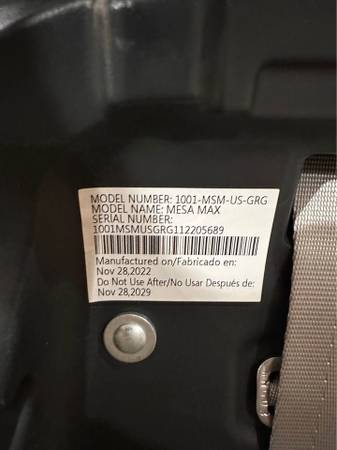 MODEL NUMBER: 1001-MSM-US-GRG
MODEL NAME: MESA MAX
SERIAL NUMBER:
1001MSMUSGRG112205689
Manufactured on/Fabricado en:
Nov 28,2022
Do Not Use After/No Usar Después de:
Nov 28,2029